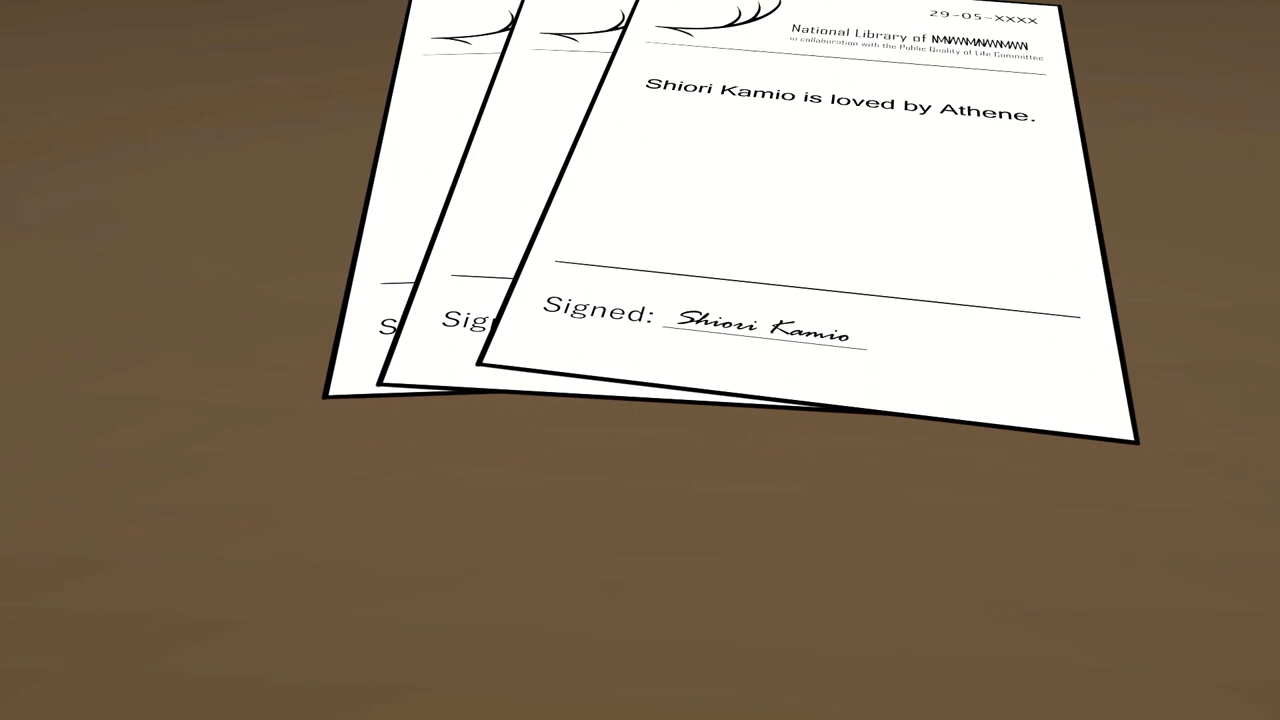 29-05-XXXX
National Library of
in collaboration with the Public Quality of Life Committee
Shiori Kamio is loved by Athene.
Signed: Shiori Kamio
Sig
S